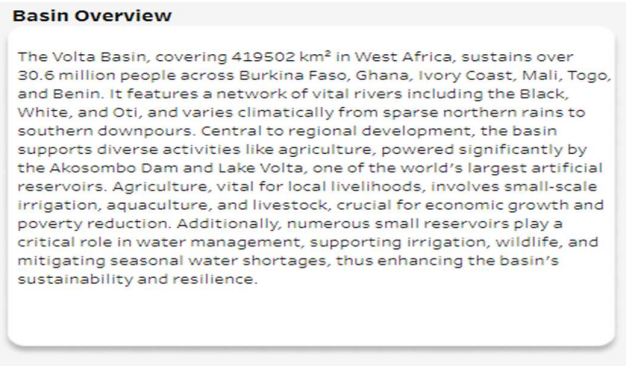 Basin Overview
The Volta Basin, covering 419502 km² in West Africa, sustains over
30.6 million people across Burkina Faso, Ghana, Ivory Coast, Mali, Togo,
and Benin. It features a network of vital rivers including the Black,
White, and Oti, and varies climatically from sparse northern rains to
southern downpours. Central to regional development, the basin
supports diverse activities like agriculture, powered significantly by
the Akosombo Dam and Lake Volta, one of the world's largest artificial
reservoirs. Agriculture, vital for local livelihoods, involves small-scale
irrigation, aquaculture, and livestock, crucial for economic growth and
poverty reduction. Additionally, numerous small reservoirs play a
critical role in water management, supporting irrigation, wildlife, and
mitigating seasonal water shortages, thus enhancing the basin's
sustainability and resilience.